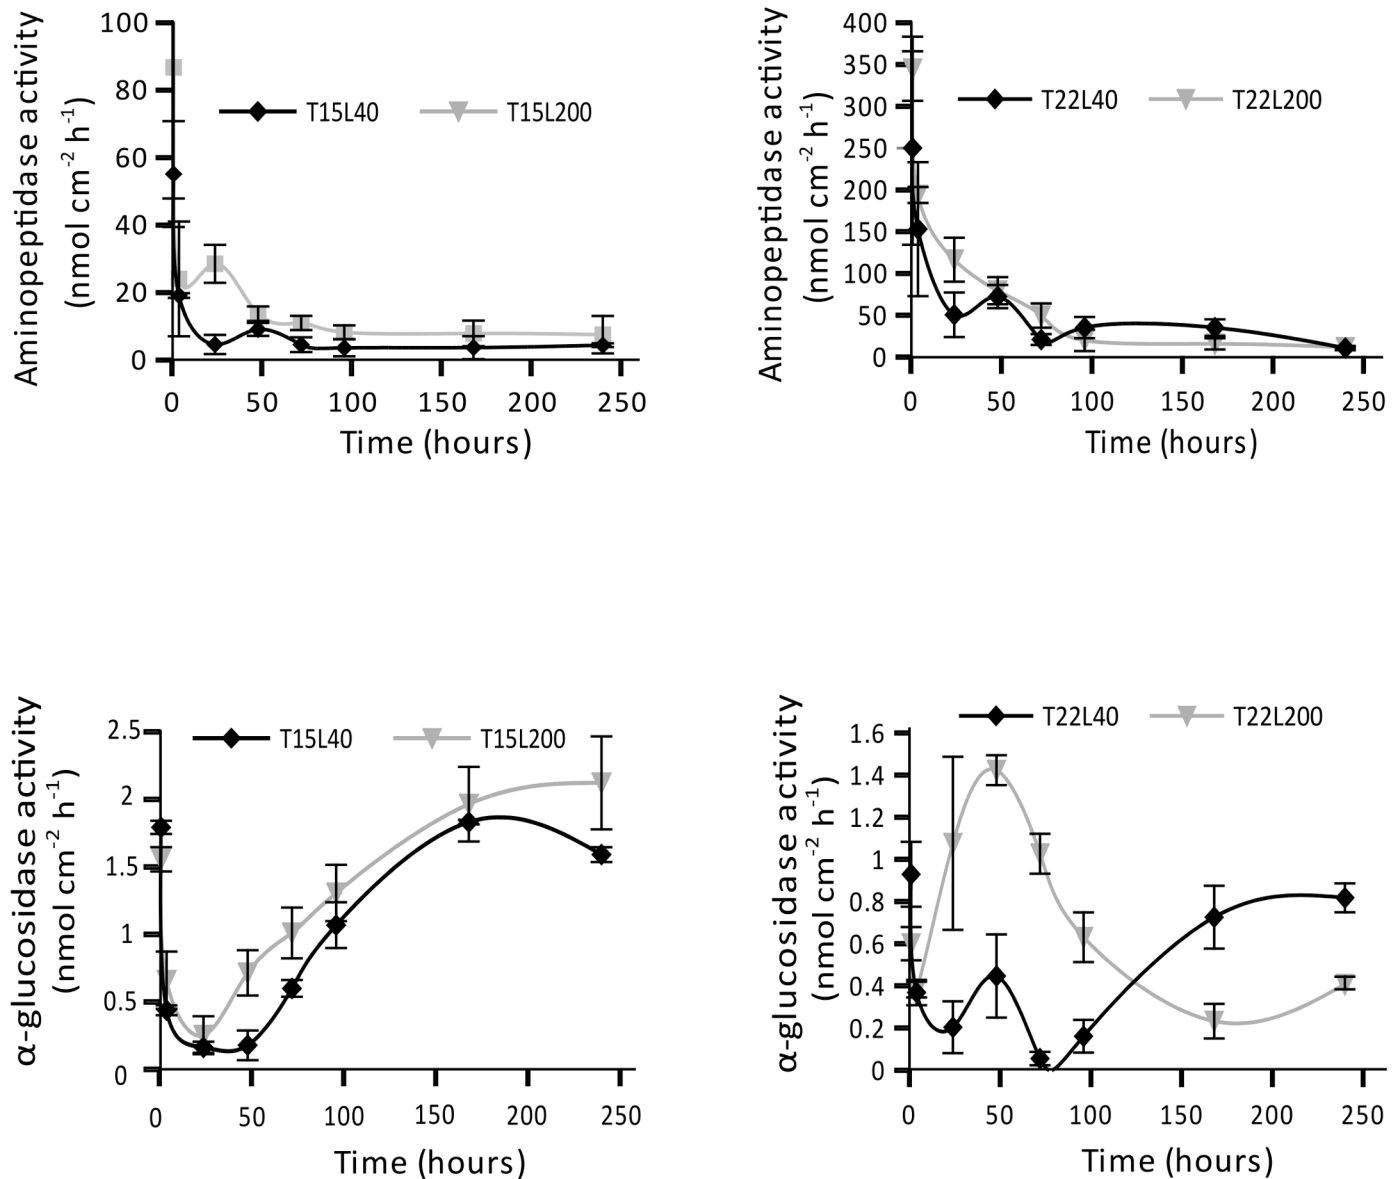 Aminopeptidase activity
(nmol cm⁻² h⁻¹)
100
80
60
40
20
0
T15L40
T15L200
0 50 100 150 200 250
Time (hours)
Aminopeptidase activity
(nmol cm⁻² h⁻¹)
400
350
300
250
200
150
100
50
0
T22L40
T22L200
0 50 100 150 200 250
Time (hours)
α-glucosidase activity
(nmol cm⁻² h⁻¹)
2.5
2
1.5
1
0.5
0
T15L40
T15L200
0 50 100 150 200 250
Time (hours)
α-glucosidase activity
(nmol cm⁻² h⁻¹)
1.6
1.4
1.2
1
0.8
0.6
0.4
0.2
0
T22L40
T22L200
0 50 100 150 200 250
Time (hours)